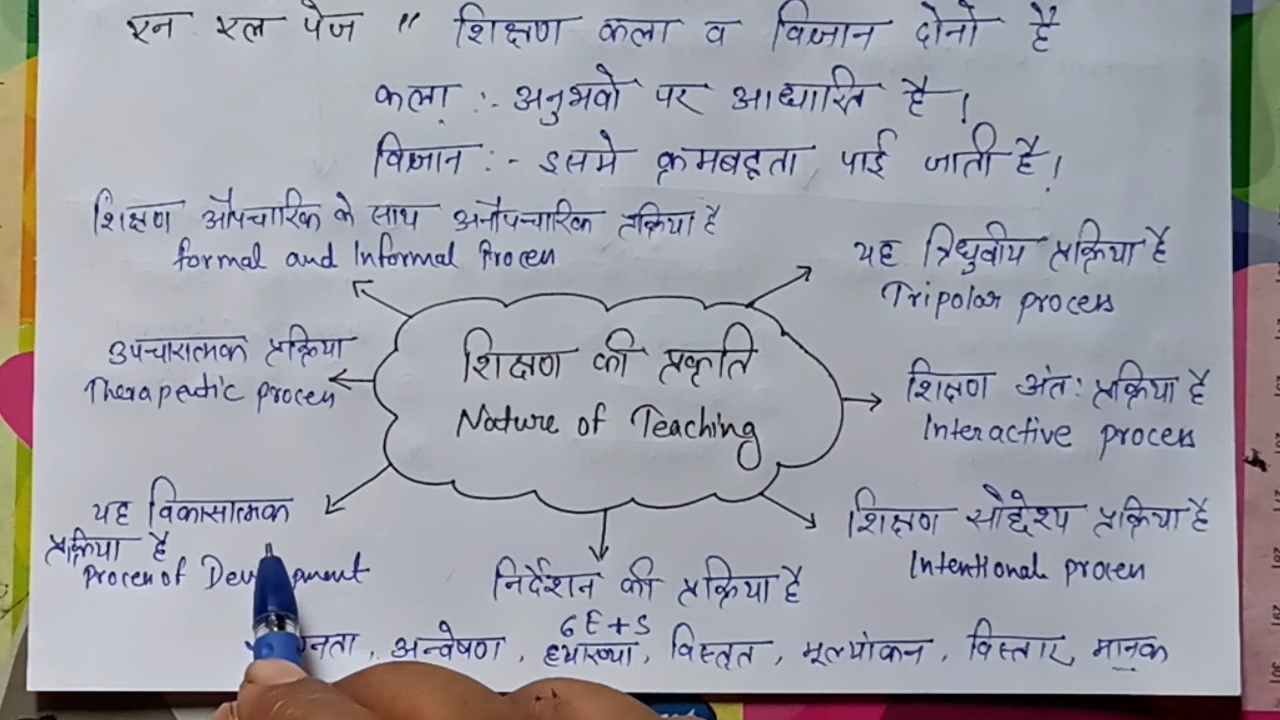 एन एल पेज " शिक्षण कला व विज्ञान दोनो है
कला :- अनुभवो पर आधारित है ।
विज्ञान :- इसमे क्रमबद्धता पाई जाती है ।
शिक्षण औपचारिक के साथ अनौपचारिक प्रक्रिया है
formal and Informal Process
यह त्रिध्रुवीय प्रक्रिया है
Tripolar process
उपचारात्मक प्रक्रिया
Therapeutic process
शिक्षण की प्रकृति
Nature of Teaching
शिक्षण अंतः प्रक्रिया है
Interactive process
यह विकासात्मक
प्रक्रिया है
Process of
शिक्षण सोद्देश्य प्रक्रिया है
Intentional process
निर्देशन की प्रक्रिया है
6E+S
अन्वेषण , व्याख्या , विस्तृत , मूल्यांकन , विस्तार , मानक